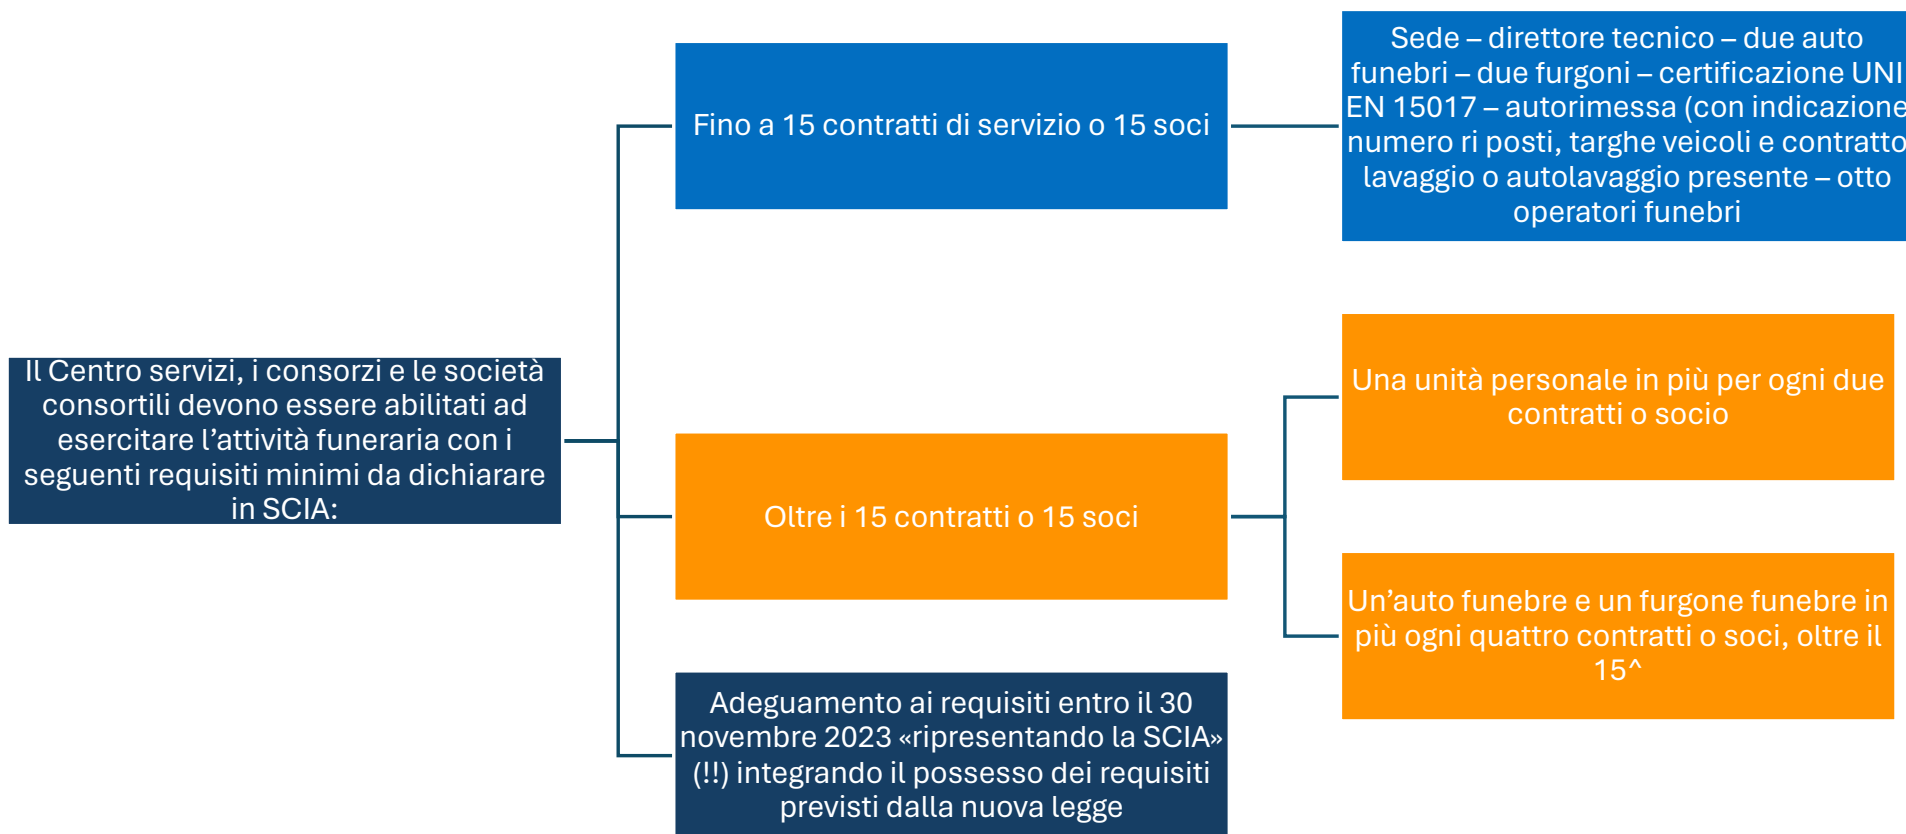 Il Centro servizi, i consorzi e le società
consortili devono essere abilitati ad
esercitare l’attività funeraria con i
seguenti requisiti minimi da dichiarare
in SCIA:
Fino a 15 contratti di servizio o 15 soci
Sede – direttore tecnico – due auto
funebri – due furgoni – certificazione UNI
EN 15017 – autorimessa (con indicazione
numero ri posti, targhe veicoli e contratto
lavaggio o autolavaggio presente – otto
operatori funebri
Oltre i 15 contratti o 15 soci
Una unità personale in più per ogni due
contratti o socio
Un’auto funebre e un furgone funebre in
più ogni quattro contratti o soci, oltre il
15^
Adeguamento ai requisiti entro il 30
novembre 2023 «ripresentando la SCIA»
(!!) integrando il possesso dei requisiti
previsti dalla nuova legge